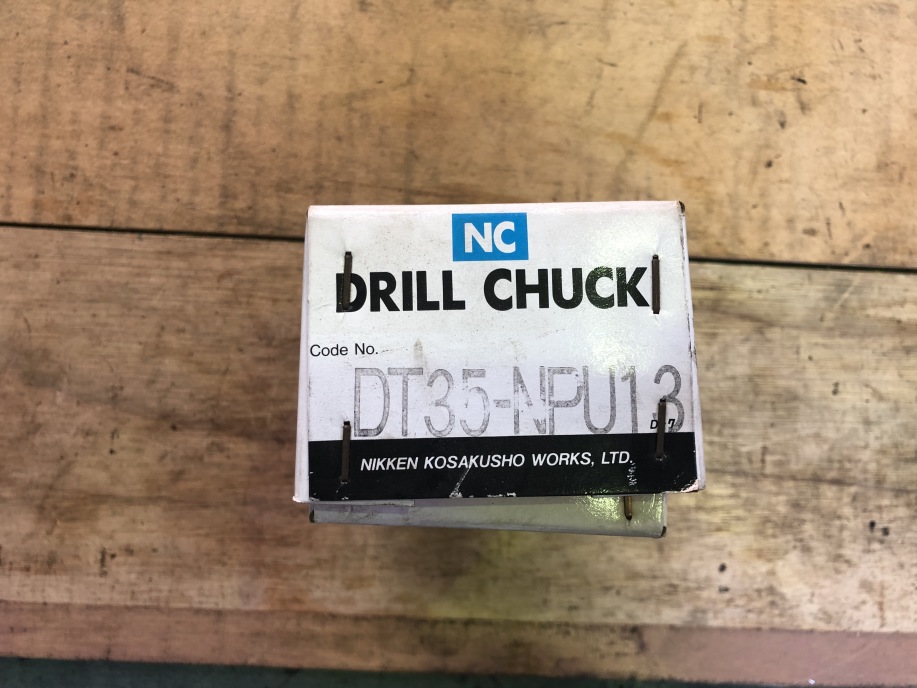 NC
DRILL CHUCK
Code No.
DT35-NPU13
NIKKEN KOSAKUSHO WORKS, LTD.